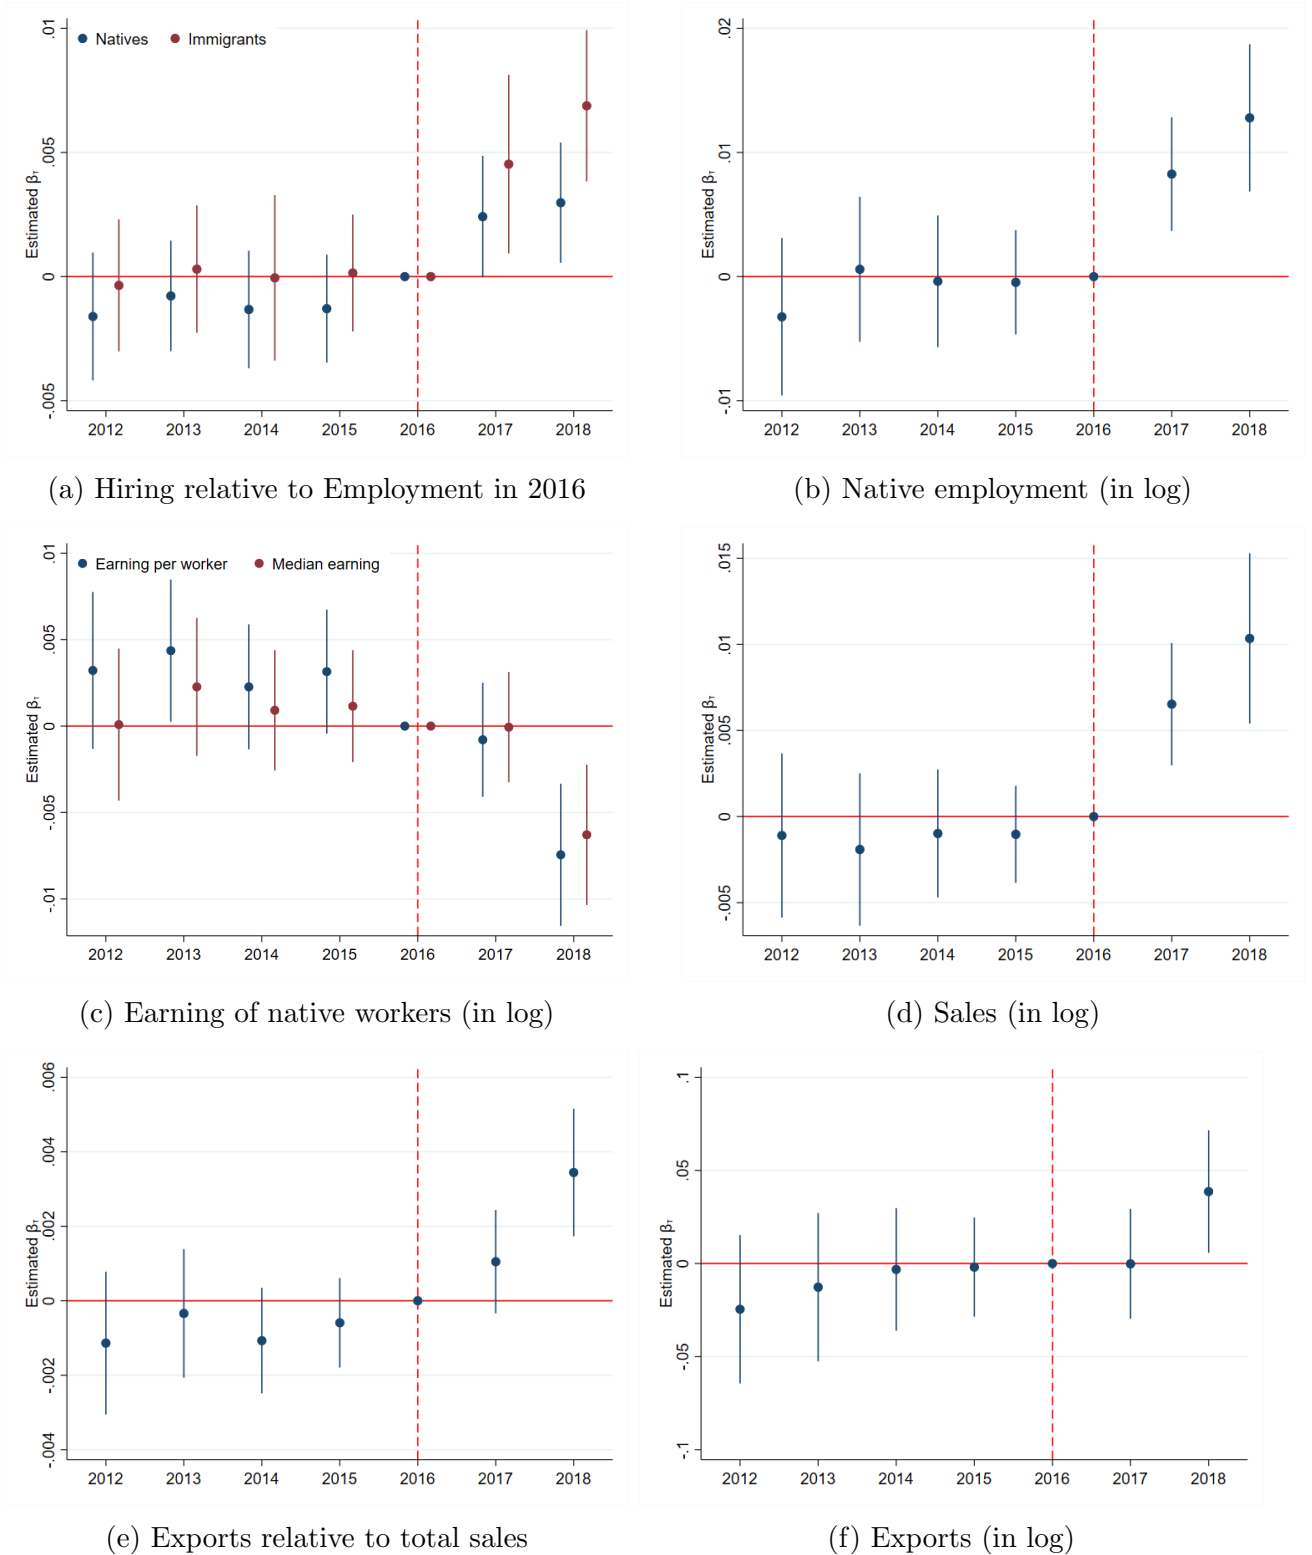 .01
.005
0
-.005
Estimated βτ
Natives
Immigrants
2012 2013 2014 2015 2016 2017 2018
(a) Hiring relative to Employment in 2016
.02
.01
0
-.01
Estimated βτ
2012 2013 2014 2015 2016 2017 2018
(b) Native employment (in log)
.01
.005
0
-.005
-.01
Estimated βτ
Earning per worker
Median earning
2012 2013 2014 2015 2016 2017 2018
(c) Earning of native workers (in log)
.015
.01
.005
0
-.005
Estimated βτ
2012 2013 2014 2015 2016 2017 2018
(d) Sales (in log)
.006
.004
.002
0
-.002
-.004
Estimated βτ
2012 2013 2014 2015 2016 2017 2018
(e) Exports relative to total sales
.1
.05
0
-.05
-.1
Estimated βτ
2012 2013 2014 2015 2016 2017 2018
(f) Exports (in log)